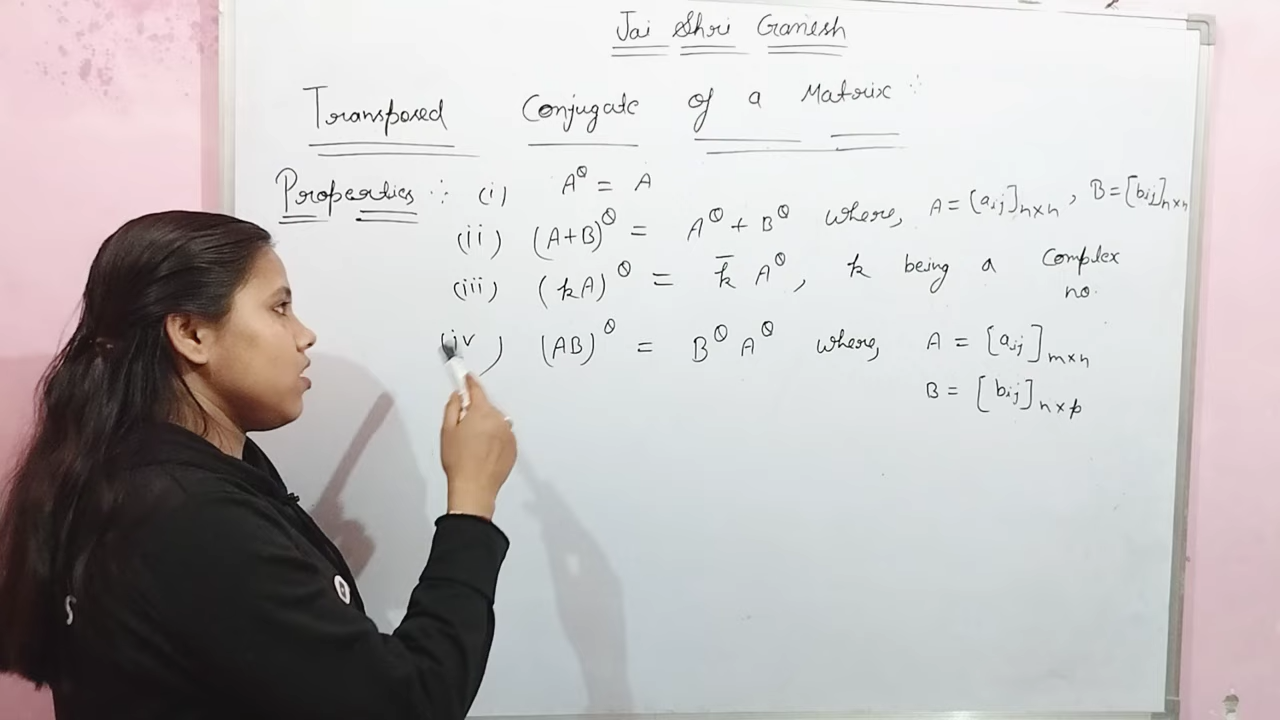 Jai Shri Ganesh
Transposed Conjugate of a Matrix :-
Properties :- (i) A^θ = A
(ii) (A+B)^θ = A^θ + B^θ where, A = [aij]n×n, B = [bij]n×n
(iii) (kA)^θ = k̄ A^θ, k being a complex no.
(iv) (AB)^θ = B^θ A^θ where, A = [aij]m×n
B = [bij]n×p
S